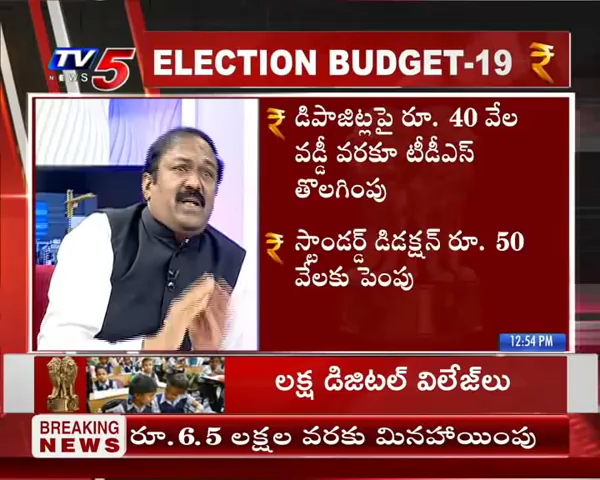 TV5
NEWS
ELECTION BUDGET-19
డిపాజిట్లపై రూ. 40 వేల
వడ్డీ వరకూ టీడీఎస్
తొలగింపు
స్టాండర్డ్ డిడక్షన్ రూ. 50
వేలకు పెంపు
12:54 PM
లక్ష డిజిటల్ విలేజ్‌లు
BREAKING
NEWS
రూ.6.5 లక్షల వరకు మినహాయింపు